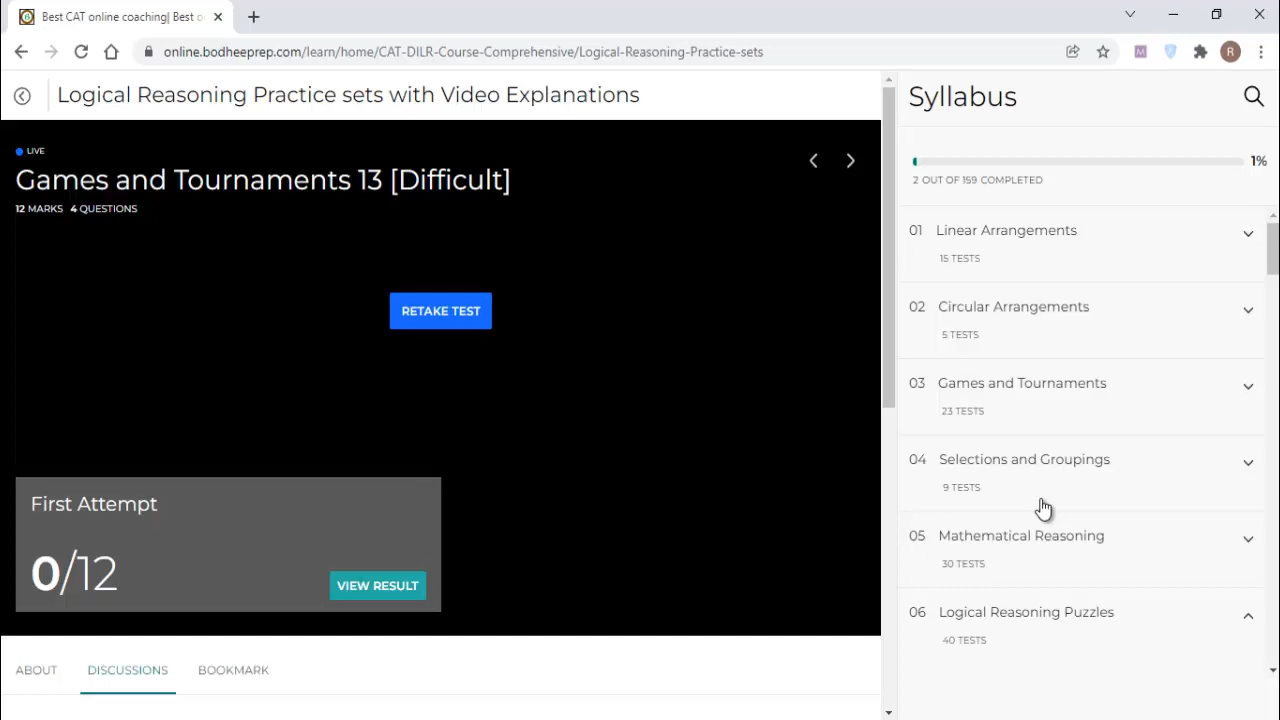 Best CAT online coaching| Best o
online.bodheeprep.com/learn/home/CAT-DILR-Course-Comprehensive/Logical-Reasoning-Practice-sets
M
R
Logical Reasoning Practice sets with Video Explanations
LIVE
Games and Tournaments 13 [Difficult]
12 MARKS 4 QUESTIONS
RETAKE TEST
First Attempt
0/12
VIEW RESULT
ABOUT DISCUSSIONS BOOKMARK
Syllabus
1%
2 OUT OF 159 COMPLETED
01 Linear Arrangements
15 TESTS
02 Circular Arrangements
5 TESTS
03 Games and Tournaments
23 TESTS
04 Selections and Groupings
9 TESTS
05 Mathematical Reasoning
30 TESTS
06 Logical Reasoning Puzzles
40 TESTS